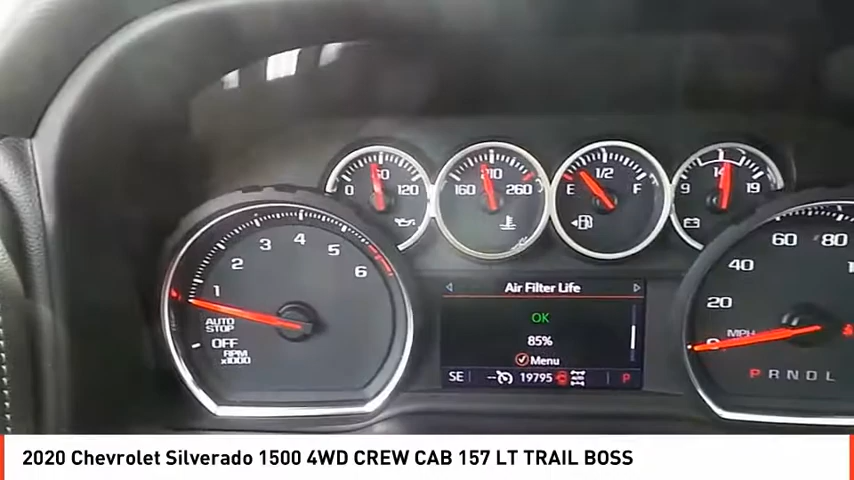 0 60 120
160 210 260
E 1/2 F
9 14 19
1 2 3 4 5 6
AUTO STOP
OFF
RPM
x1000
Air Filter Life
OK
85%
Menu
SE -- 19795 P
0 20 40 60 80
MPH
P R N D L
2020 Chevrolet Silverado 1500 4WD CREW CAB 157 LT TRAIL BOSS